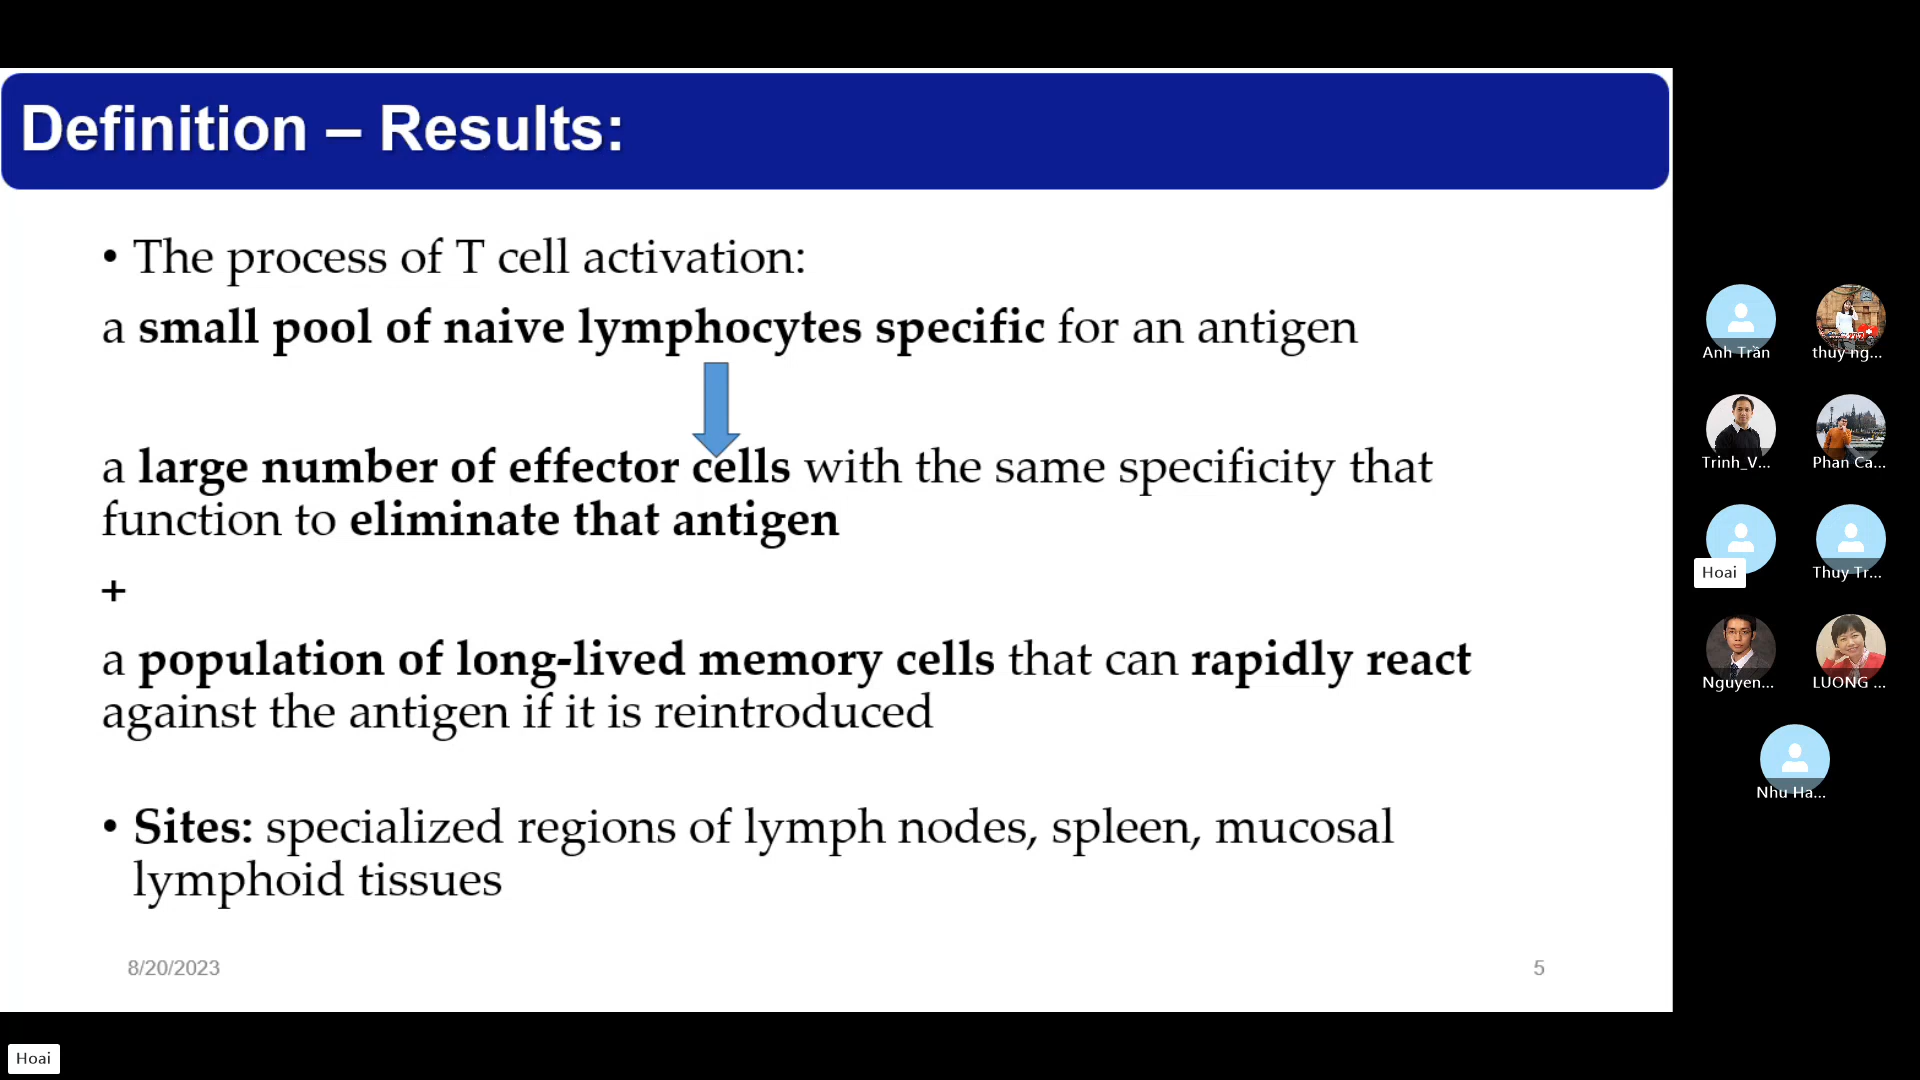 Definition – Results:
• The process of T cell activation:
a small pool of naive lymphocytes specific for an antigen
a large number of effector cells with the same specificity that
function to eliminate that antigen
+
a population of long-lived memory cells that can rapidly react
against the antigen if it is reintroduced
• Sites: specialized regions of lymph nodes, spleen, mucosal
lymphoid tissues
8/20/2023
5
Anh Trần
thuy ng...
Trinh_V...
Phan Ca...
Hoai
Thuy Tr...
Nguyen...
LUONG ...
Nhu Ha...
Hoai